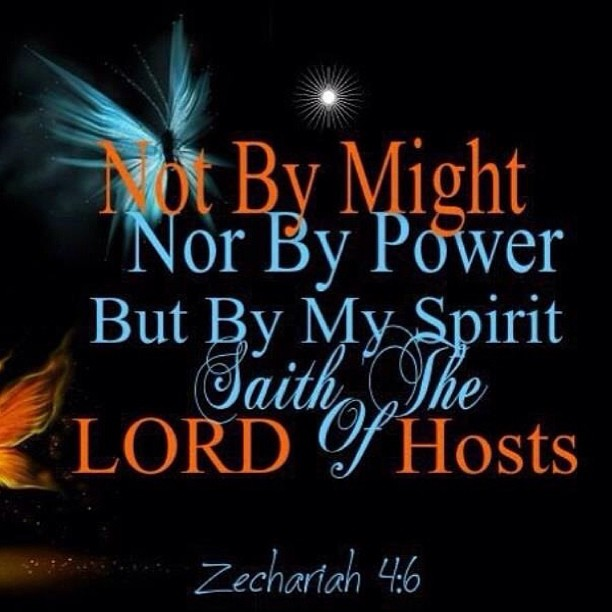 Not By Might
Nor By Power
But By My Spirit
Saith The
LORD Of Hosts
Zechariah 4:6